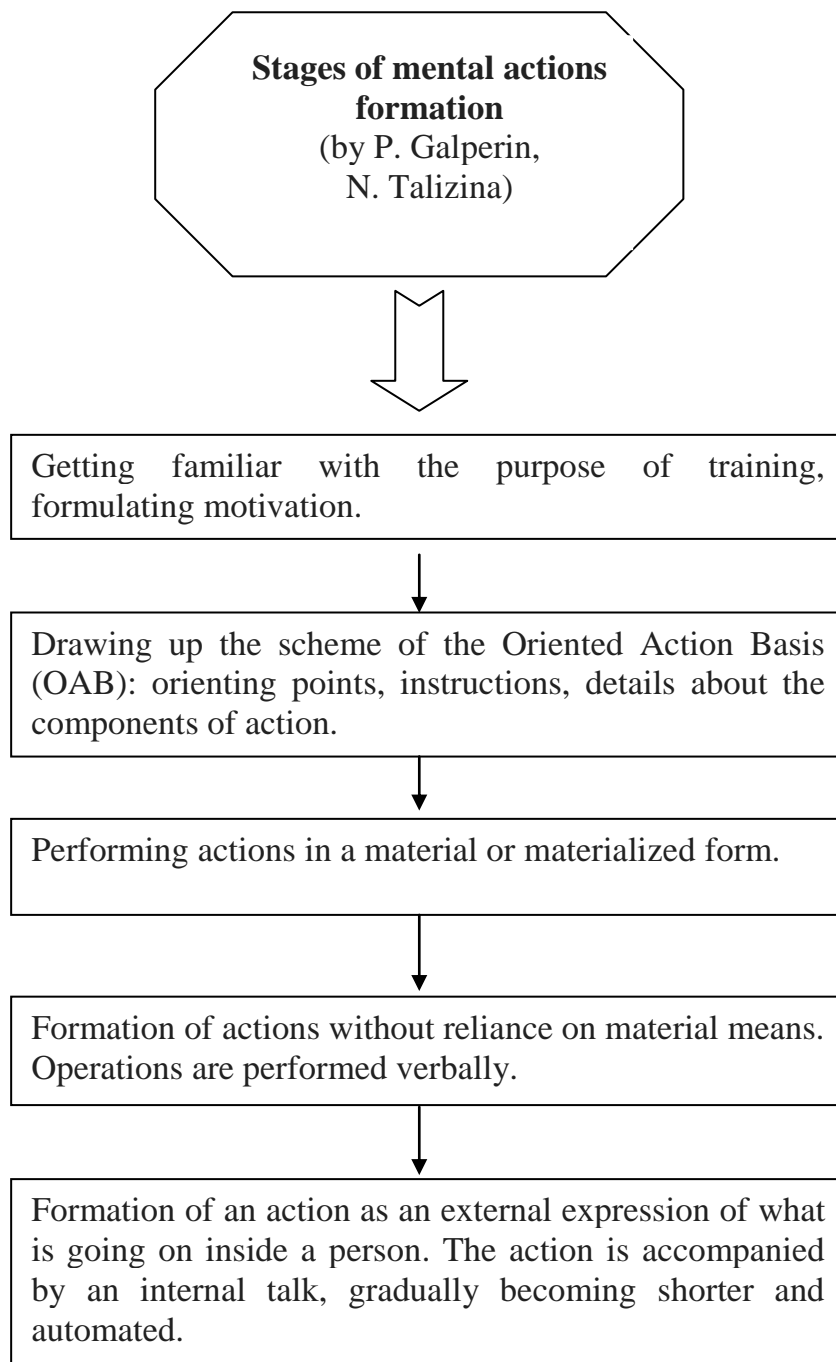 Stages of mental actions
formation
(by P. Galperin,
N. Talizina)
Getting familiar with the purpose of training,
formulating motivation.
Drawing up the scheme of the Oriented Action Basis
(OAB): orienting points, instructions, details about the
components of action.
Performing actions in a material or materialized form.
Formation of actions without reliance on material means.
Operations are performed verbally.
Formation of an action as an external expression of what
is going on inside a person. The action is accompanied
by an internal talk, gradually becoming shorter and
automated.